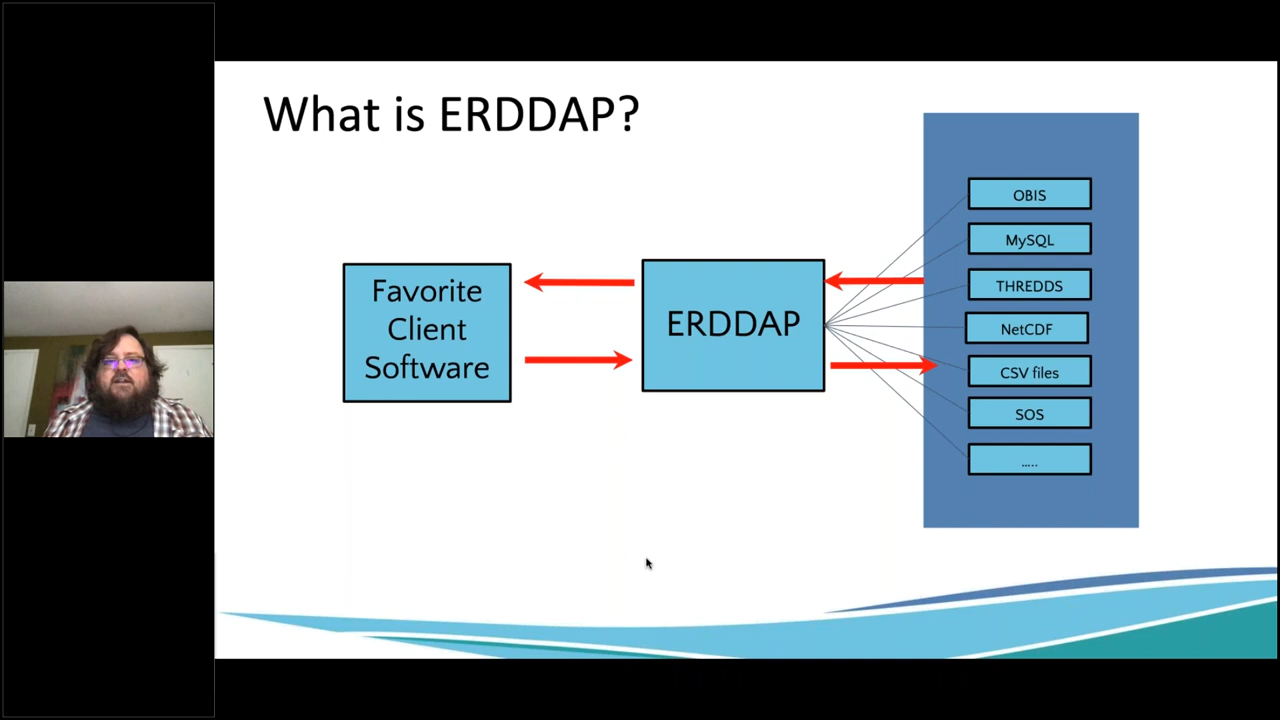 What is ERDDAP?
Favorite
Client
Software
ERDDAP
OBIS
MySQL
THREDDS
NetCDF
CSV files
SOS
.....